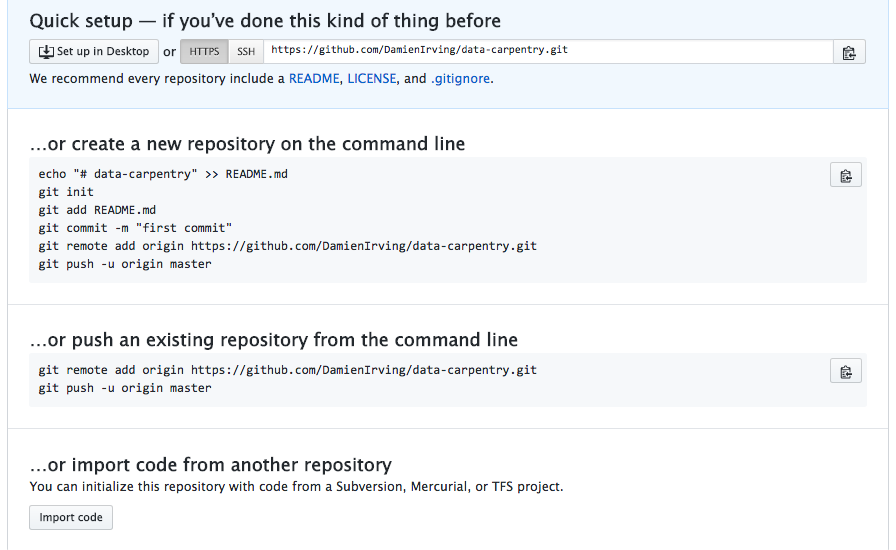 Quick setup — if you’ve done this kind of thing before
Set up in Desktop or HTTPS SSH https://github.com/DamienIrving/data-carpentry.git
We recommend every repository include a README, LICENSE, and .gitignore.
…or create a new repository on the command line
echo "# data-carpentry" >> README.md
git init
git add README.md
git commit -m "first commit"
git remote add origin https://github.com/DamienIrving/data-carpentry.git
git push -u origin master
…or push an existing repository from the command line
git remote add origin https://github.com/DamienIrving/data-carpentry.git
git push -u origin master
…or import code from another repository
You can initialize this repository with code from a Subversion, Mercurial, or TFS project.
Import code